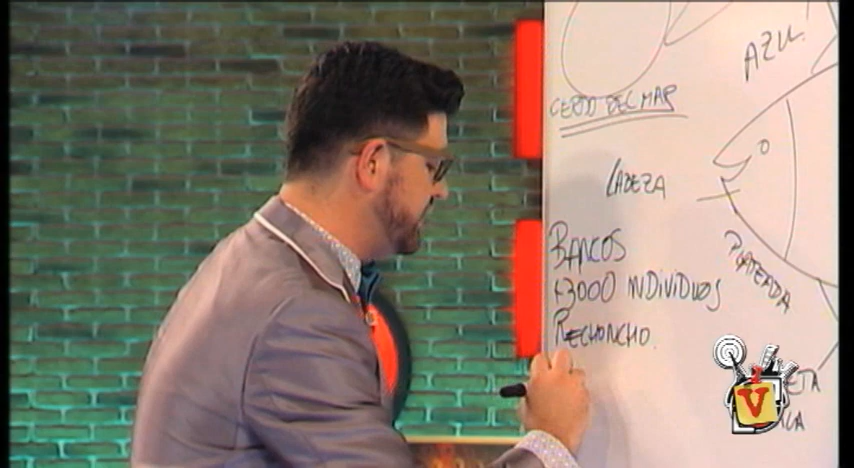 AZUL
CERDO DEL MAR
CABEZA
BANCOS
<3000 INDIVIDUOS
RECHONCHO.
PLATEADA
V